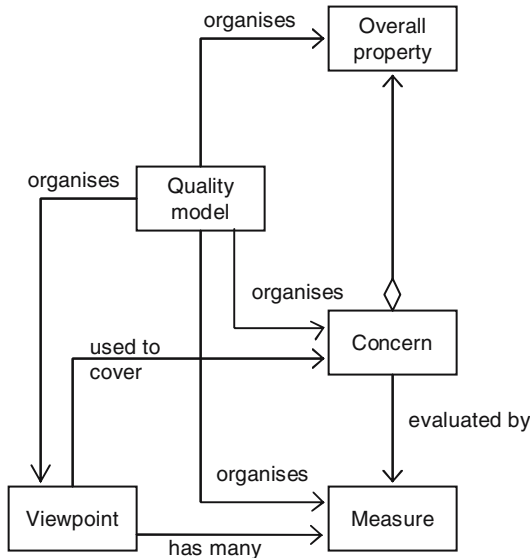 organises
Overall
property
organises
Quality
model
organises
used to
cover
Concern
evaluated by
organises
Viewpoint
Measure
has many